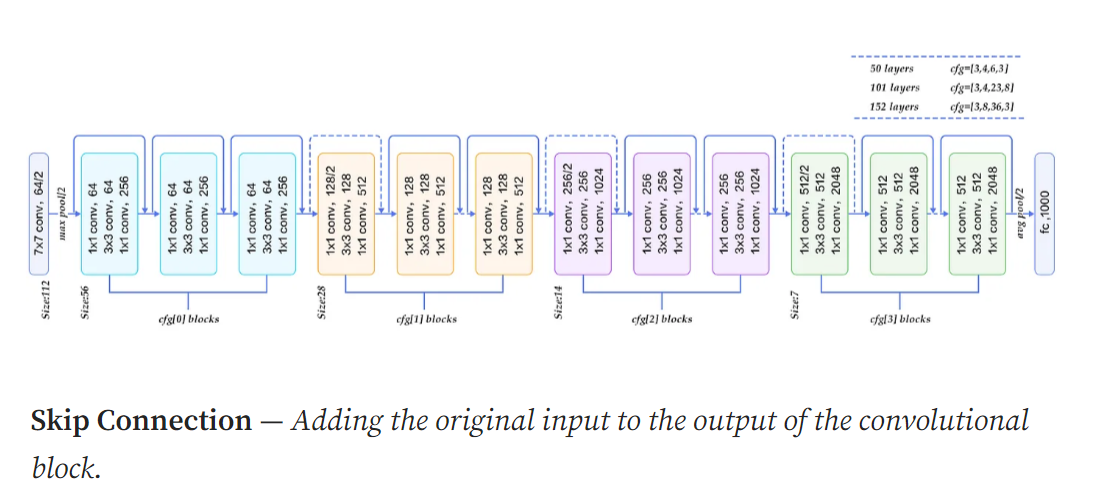 50 layers cfg=[3,4,6,3]
101 layers cfg=[3,4,23,8]
152 layers cfg=[3,8,36,3]
7x7 conv, 64/2
max pool/2
1x1 conv, 64
3x3 conv, 64
1x1 conv, 256
1x1 conv, 64
3x3 conv, 64
1x1 conv, 256
1x1 conv, 64
3x3 conv, 64
1x1 conv, 256
1x1 conv, 128/2
3x3 conv, 128
1x1 conv, 512
1x1 conv, 128
3x3 conv, 128
1x1 conv, 512
1x1 conv, 128
3x3 conv, 128
1x1 conv, 512
1x1 conv, 256/2
3x3 conv, 256
1x1 conv, 1024
1x1 conv, 256
3x3 conv, 256
1x1 conv, 1024
1x1 conv, 256
3x3 conv, 256
1x1 conv, 1024
1x1 conv, 512/2
3x3 conv, 512
1x1 conv, 2048
1x1 conv, 512
3x3 conv, 512
1x1 conv, 2048
1x1 conv, 512
3x3 conv, 512
1x1 conv, 2048
avg pool/2
fc ,1000
Size:112
Size:56
cfg[0] blocks
Size:28
cfg[1] blocks
Size:14
cfg[2] blocks
Size:7
cfg[3] blocks
Skip Connection — Adding the original input to the output of the convolutional
block.